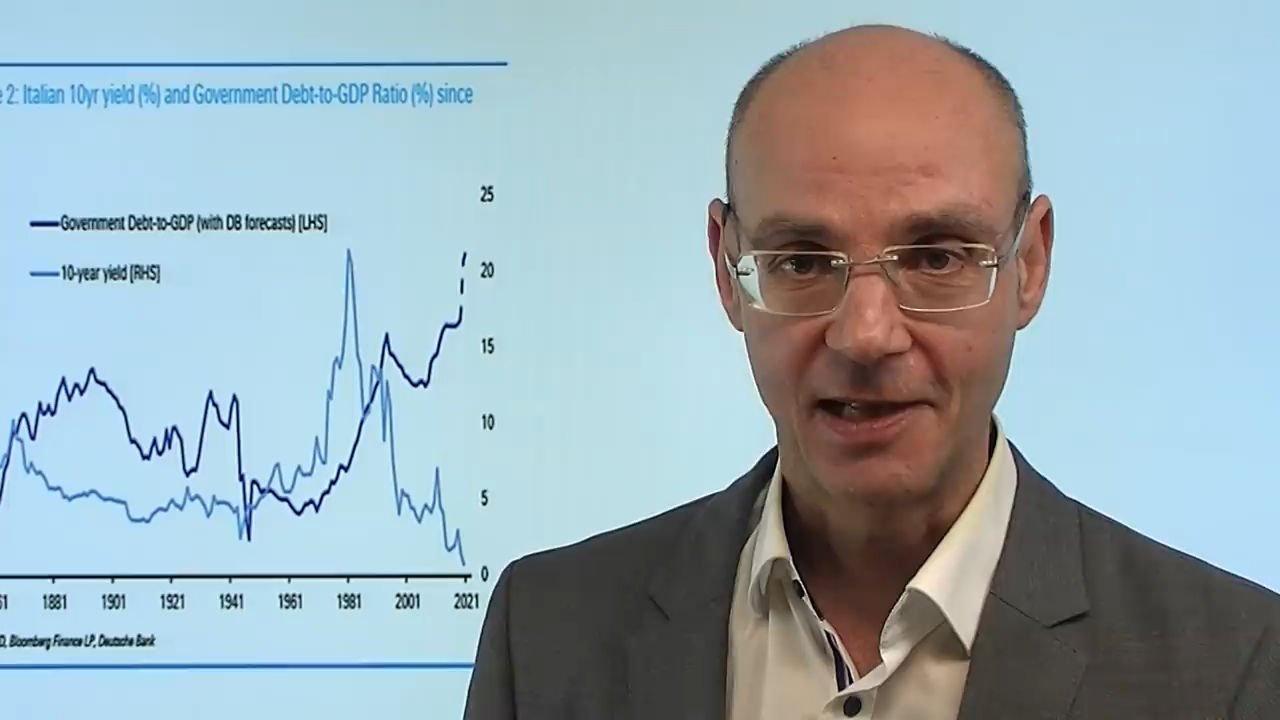 2: Italian 10yr yield (%) and Government Debt-to-GDP Ratio (%) since
25
Government Debt-to-GDP (with DB forecasts) [LHS]
10-year yield [RHS]
20
15
10
5
0
1881 1901 1921 1941 1961 1981 2001 2021
Bloomberg Finance LP, Deutsche Bank